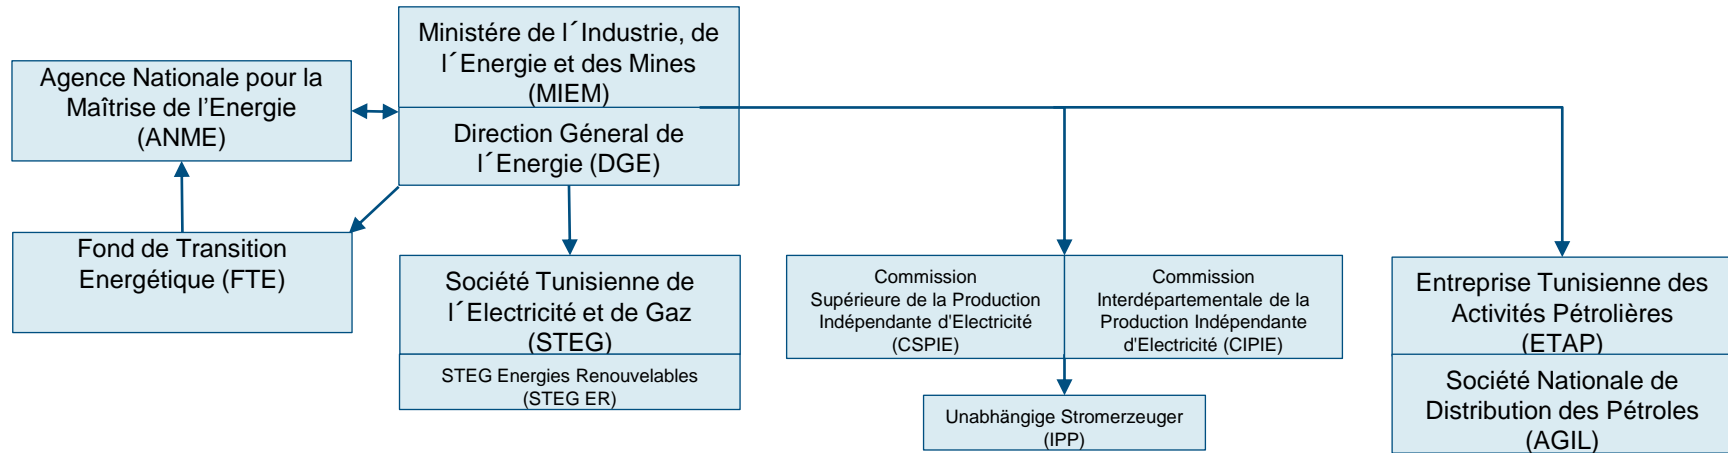 Ministére de l´Industrie, de
l´Energie et des Mines
(MIEM)
Direction Géneral de
l´Energie (DGE)
Agence Nationale pour la
Maîtrise de l’Energie
(ANME)
Fond de Transition
Energétique (FTE)
Société Tunisienne de
l´Electricité et de Gaz
(STEG)
STEG Energies Renouvelables
(STEG ER)
Commission
Supérieure de la Production
Indépendante d'Electricité
(CSPIE)
Commission
Interdépartementale de la
Production Indépendante
d'Electricité (CIPIE)
Unabhängige Stromerzeuger
(IPP)
Entreprise Tunisienne des
Activités Pétrolières
(ETAP)
Société Nationale de
Distribution des Pétroles
(AGIL)